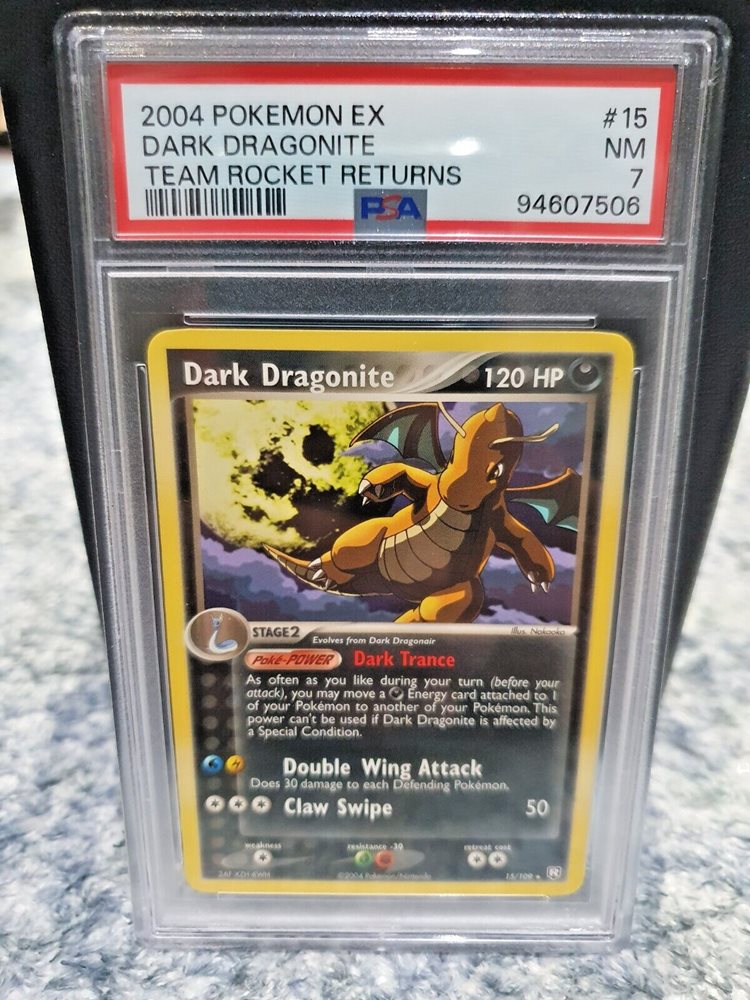 2004 POKEMON EX #15
DARK DRAGONITE NM
TEAM ROCKET RETURNS 7
PSA 94607506
Dark Dragonite 120 HP
Illus. Nakaoka
STAGE2 Evolves from Dark Dragonair
Poké-POWER Dark Trance
As often as you like during your turn (before your
attack), you may move a Energy card attached to 1
of your Pokémon to another of your Pokémon. This
power can't be used if Dark Dragonite is affected by
a Special Condition.
Double Wing Attack
Does 30 damage to each Defending Pokémon.
Claw Swipe 50
weakness resistance -30 retreat cost
©2004 Pokémon/Nintendo 15/109 ★ R